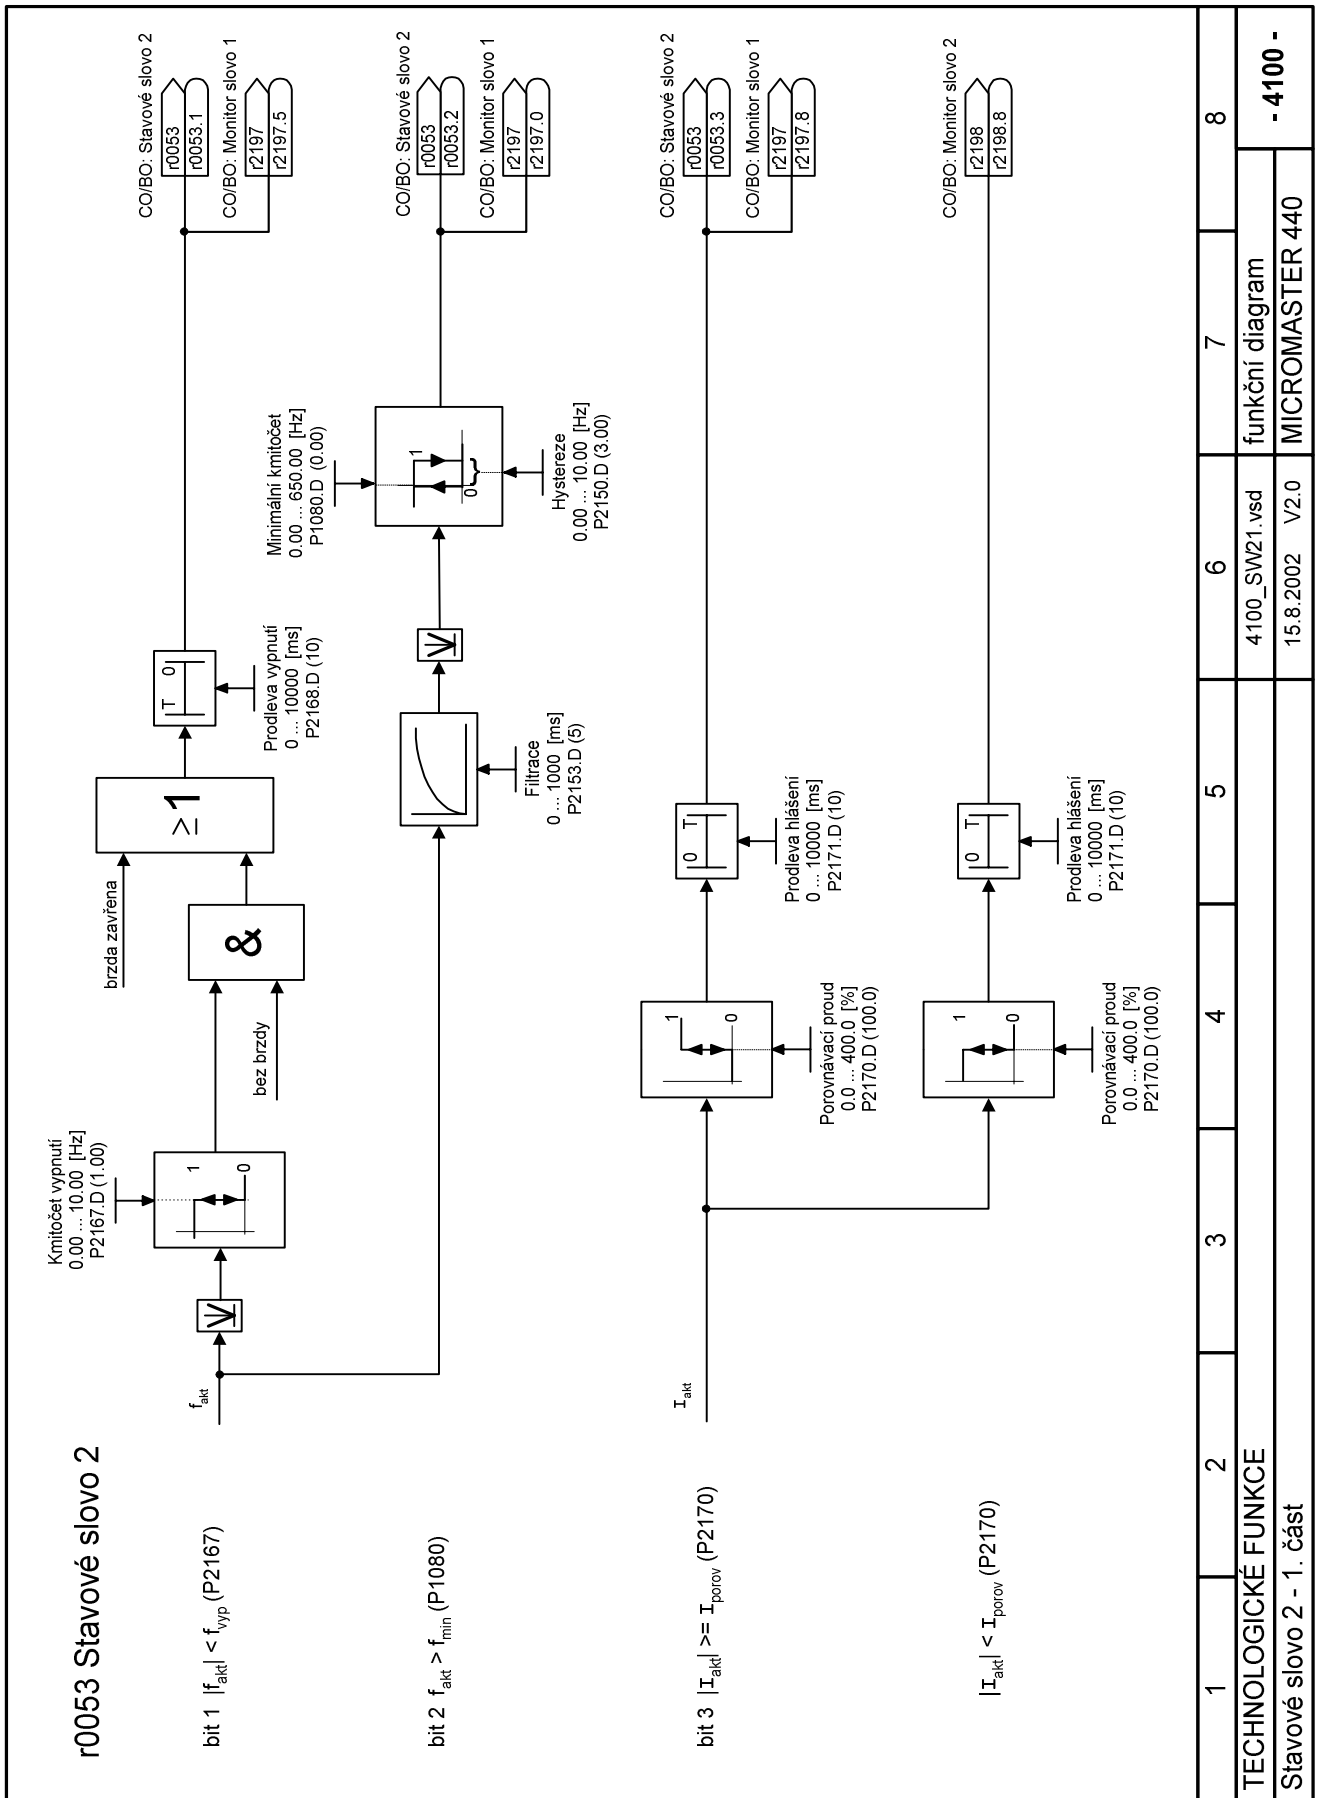 r0053 Stavové slovo 2
bit 1 |fakt| < fvyp (P2167)
fakt
Kmitočet vypnutí
0.00 ... 10.00 [Hz]
P2167.D (1.00)
1
0
bez brzdy
&
brzda zavřena
≥1
T 0
Prodleva vypnutí
0 ... 10000 [ms]
P2168.D (10)
CO/BO: Stavové slovo 2
r0053
r0053.1
CO/BO: Monitor slovo 1
r2197
r2197.5
bit 2 fakt > fmin (P1080)
Filtrace
0 ... 1000 [ms]
P2153.D (5)
Minimální kmitočet
0.00 ... 650.00 [Hz]
P1080.D (0.00)
1
0
}
Hystereze
0.00 ... 10.00 [Hz]
P2150.D (3.00)
CO/BO: Stavové slovo 2
r0053
r0053.2
CO/BO: Monitor slovo 1
r2197
r2197.0
bit 3 |Iakt| >= Iporov (P2170)
Iakt
1
0
Porovnávací proud
0.0 ... 400.0 [%]
P2170.D (100.0)
0 T
Prodleva hlášení
0 ... 10000 [ms]
P2171.D (10)
CO/BO: Stavové slovo 2
r0053
r0053.3
CO/BO: Monitor slovo 1
r2197
r2197.8
|Iakt| < Iporov (P2170)
1
0
Porovnávací proud
0.0 ... 400.0 [%]
P2170.D (100.0)
0 T
Prodleva hlášení
0 ... 10000 [ms]
P2171.D (10)
CO/BO: Monitor slovo 2
r2198
r2198.8
1 2 3 4 5 6 7 8
TECHNOLOGICKÉ FUNKCE 4100_SW21.vsd funkční diagram
- 4100 -
Stavové slovo 2 - 1. část 15.8.2002 V2.0 MICROMASTER 440